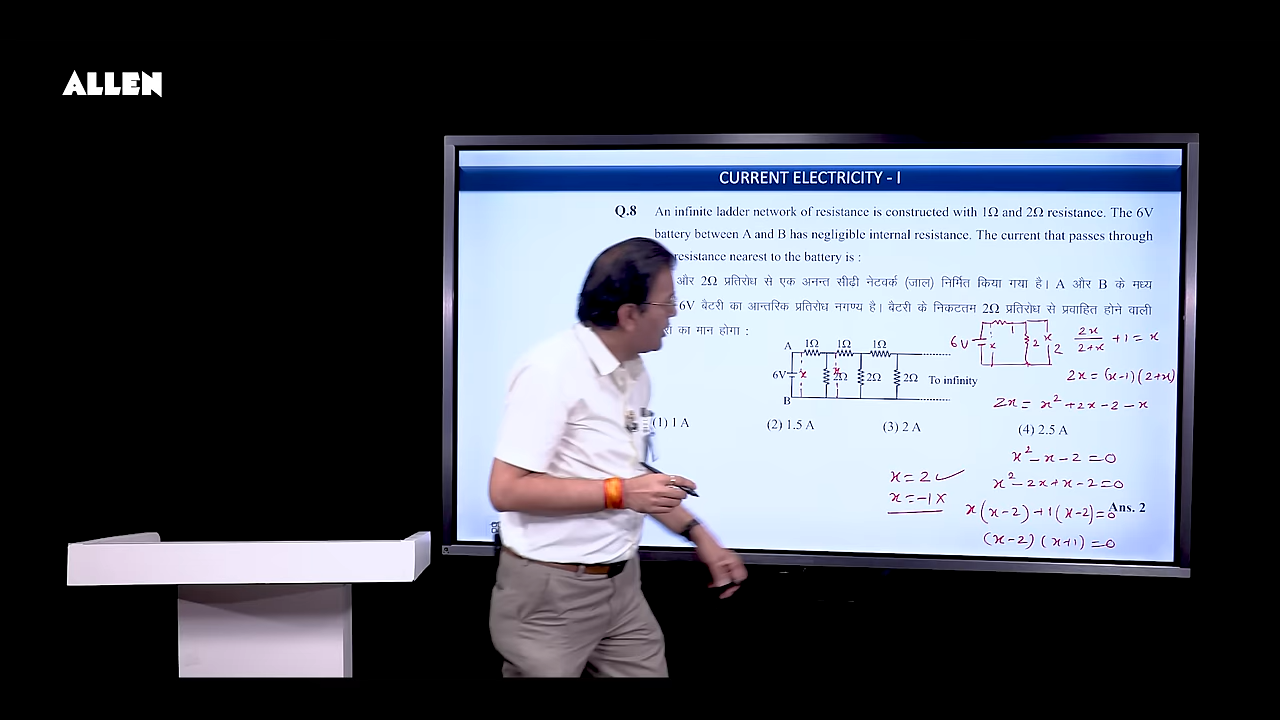 ALLEN
CURRENT ELECTRICITY - I
Q.8 An infinite ladder network of resistance is constructed with 1Ω and 2Ω resistance. The 6V
battery between A and B has negligible internal resistance. The current that passes through
resistance nearest to the battery is :
और 2Ω प्रतिरोध से एक अनन्त सीढी नेटवर्क (जाल) निर्मित किया गया है। A और B के मध्य
6V बैटरी का आन्तरिक प्रतिरोध नगण्य है। बैटरी के निकटतम 2Ω प्रतिरोध से प्रवाहित होने वाली
का मान होगा :
A 1Ω 1Ω 1Ω
6V x x 2Ω 2Ω 2Ω To infinity
B
6V x 1 2 x 2
2x/(2+x) + 1 = x
2x = (x-1)(2+x)
2x = x² + 2x - 2 - x
(1) 1 A (2) 1.5 A (3) 2 A (4) 2.5 A
x² - x - 2 = 0
x = 2 ✓ x² - 2x + x - 2 = 0
x = -1 x x(x-2) + 1(x-2) = 0
Ans. 2
(x-2) (x+1) = 0